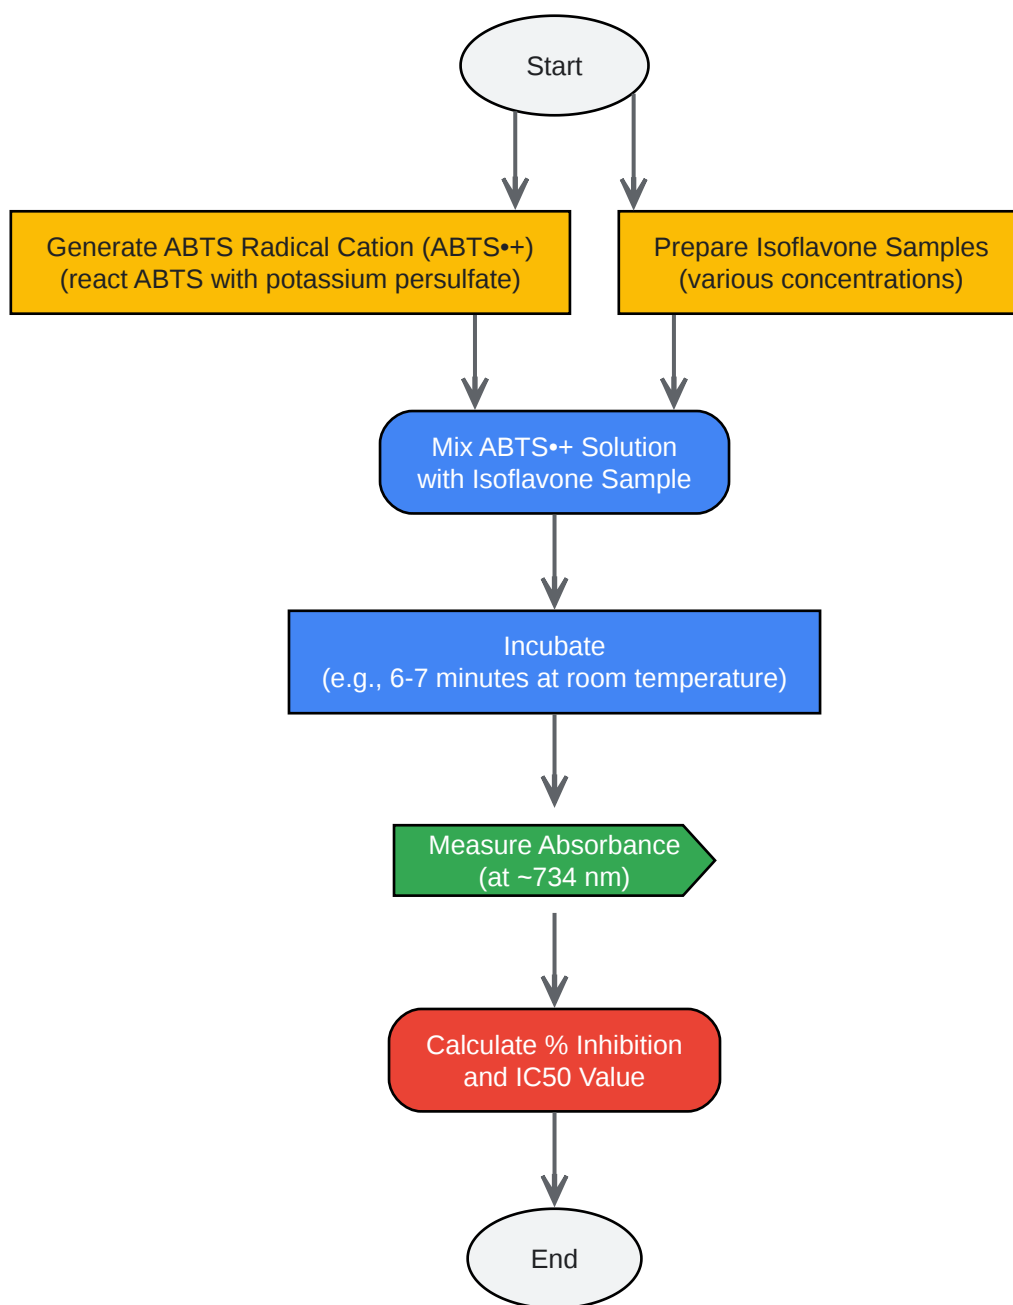 Start
Generate ABTS Radical Cation (ABTS•+)
(react ABTS with potassium persulfate)
Prepare Isoflavone Samples
(various concentrations)
Mix ABTS•+ Solution
with Isoflavone Sample
Incubate
(e.g., 6-7 minutes at room temperature)
Measure Absorbance
(at ~734 nm)
Calculate % Inhibition
and IC50 Value
End